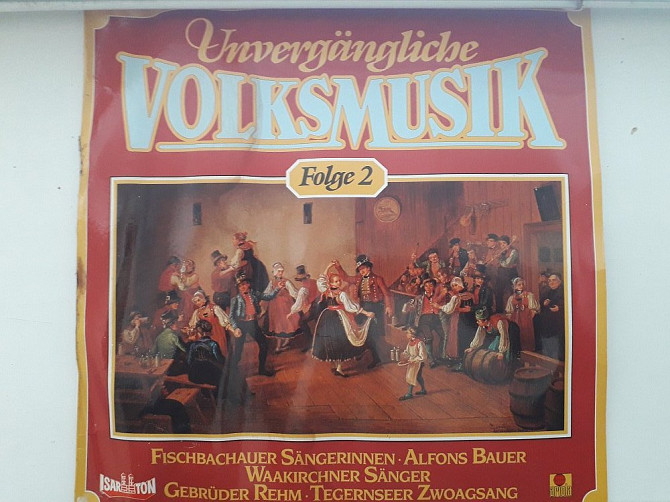 Unvergängliche
VOLKSMUSIK
Folge 2
FISCHBACHAUER SÄNGERINNEN · ALFONS BAUER
WAAKIRCHNER SÄNGER
GEBRÜDER REHM · TEGERNSEER ZWOAGSANG
ISARTON